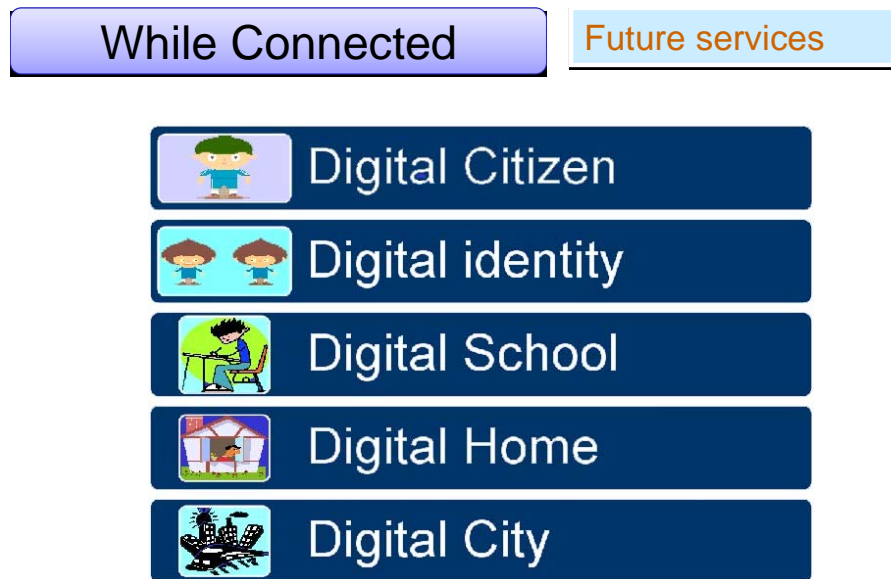 While Connected
Future services
Digital Citizen
Digital identity
Digital School
Digital Home
Digital City